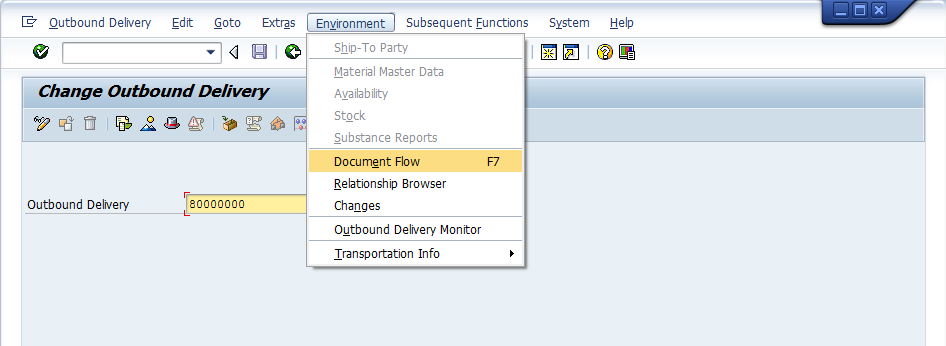 Outbound Delivery Edit Goto Extras Environment Subsequent Functions System Help
Ship-To Party
Material Master Data
Change Outbound Delivery
Availability
Stock
Substance Reports
Document Flow F7
Relationship Browser
Outbound Delivery 80000000
Changes
Outbound Delivery Monitor
Transportation Info